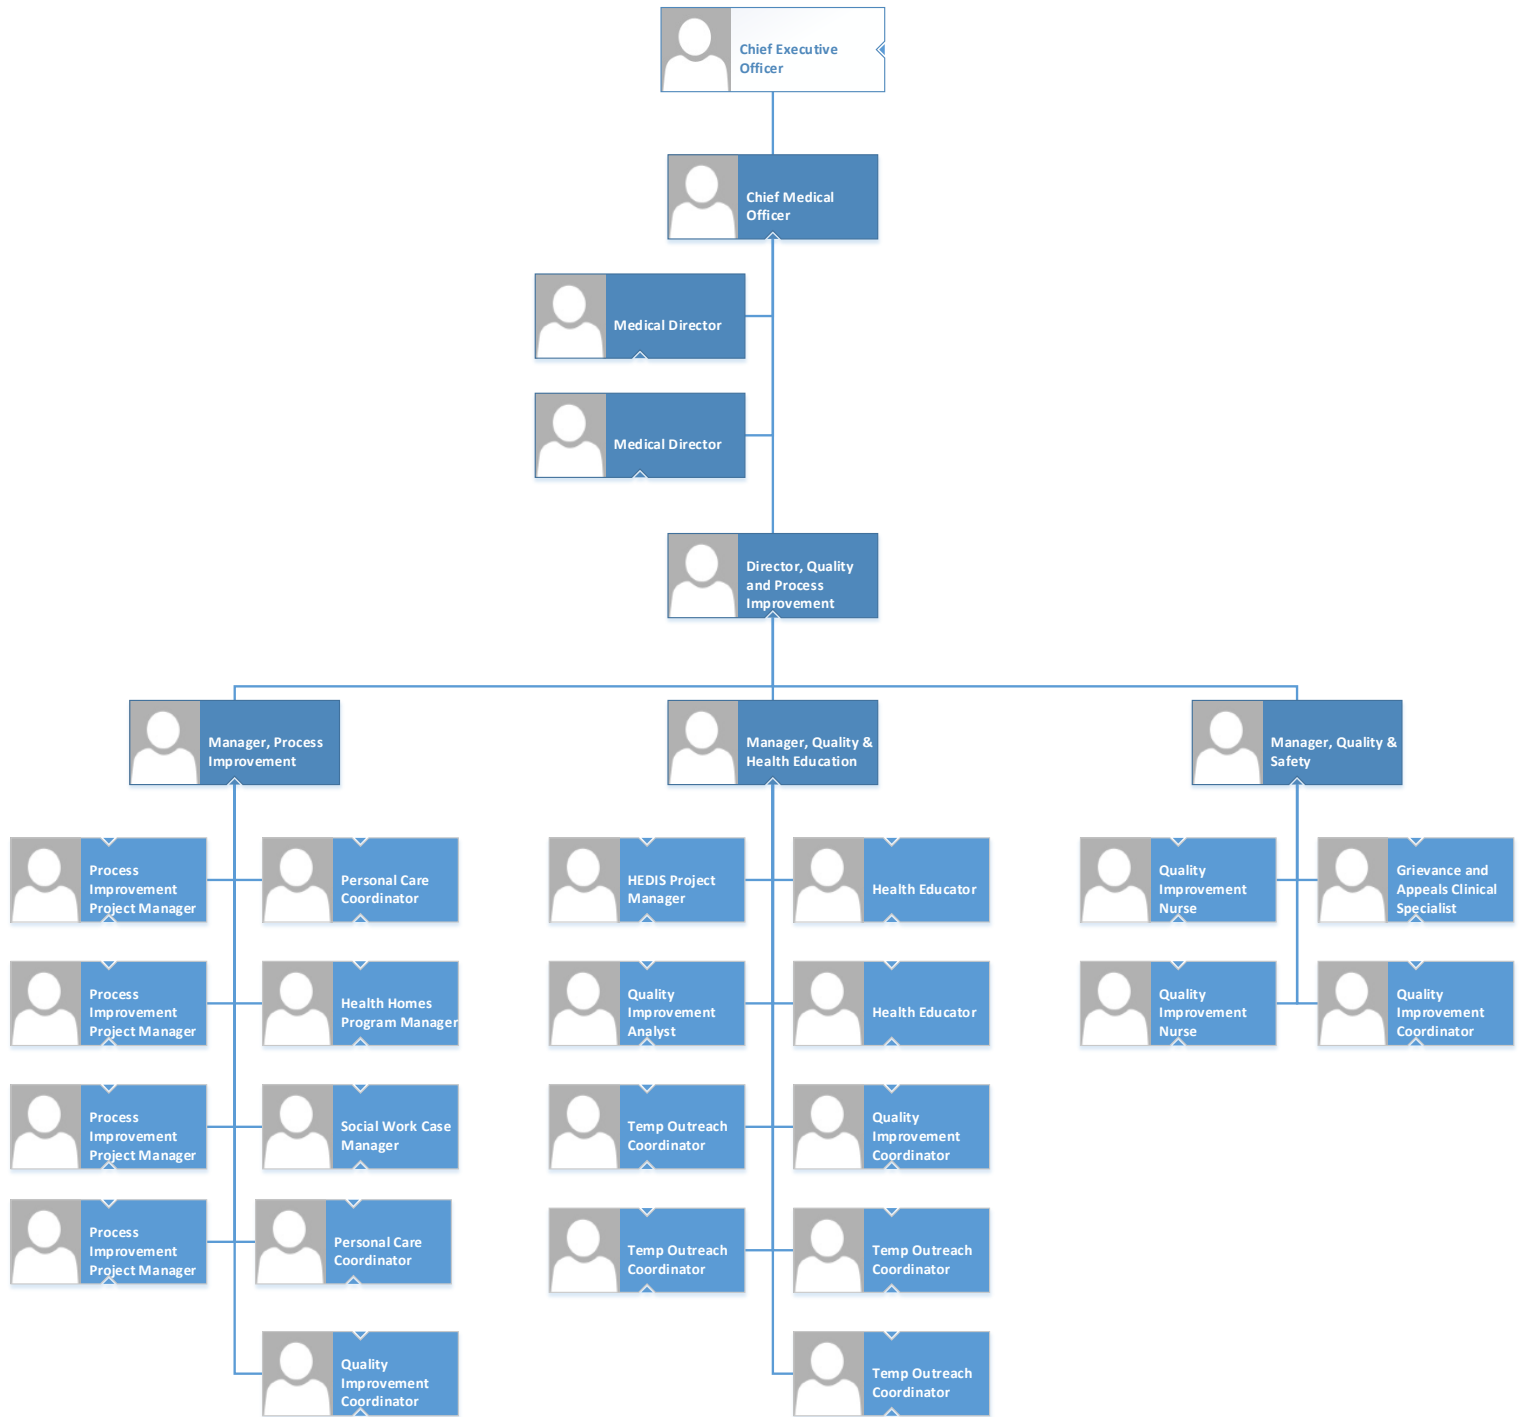 Chief Executive
Officer
Chief Medical
Officer
Medical Director
Medical Director
Director, Quality
and Process
Improvement
Manager, Process
Improvement
Manager, Quality &
Health Education
Manager, Quality &
Safety
Process
Improvement
Project Manager
Personal Care
Coordinator
HEDIS Project
Manager
Health Educator
Quality
Improvement
Nurse
Grievance and
Appeals Clinical
Specialist
Process
Improvement
Project Manager
Health Homes
Program Manager
Quality
Improvement
Analyst
Health Educator
Quality
Improvement
Nurse
Quality
Improvement
Coordinator
Process
Improvement
Project Manager
Social Work Case
Manager
Temp Outreach
Coordinator
Quality
Improvement
Coordinator
Process
Improvement
Project Manager
Personal Care
Coordinator
Temp Outreach
Coordinator
Temp Outreach
Coordinator
Quality
Improvement
Coordinator
Temp Outreach
Coordinator